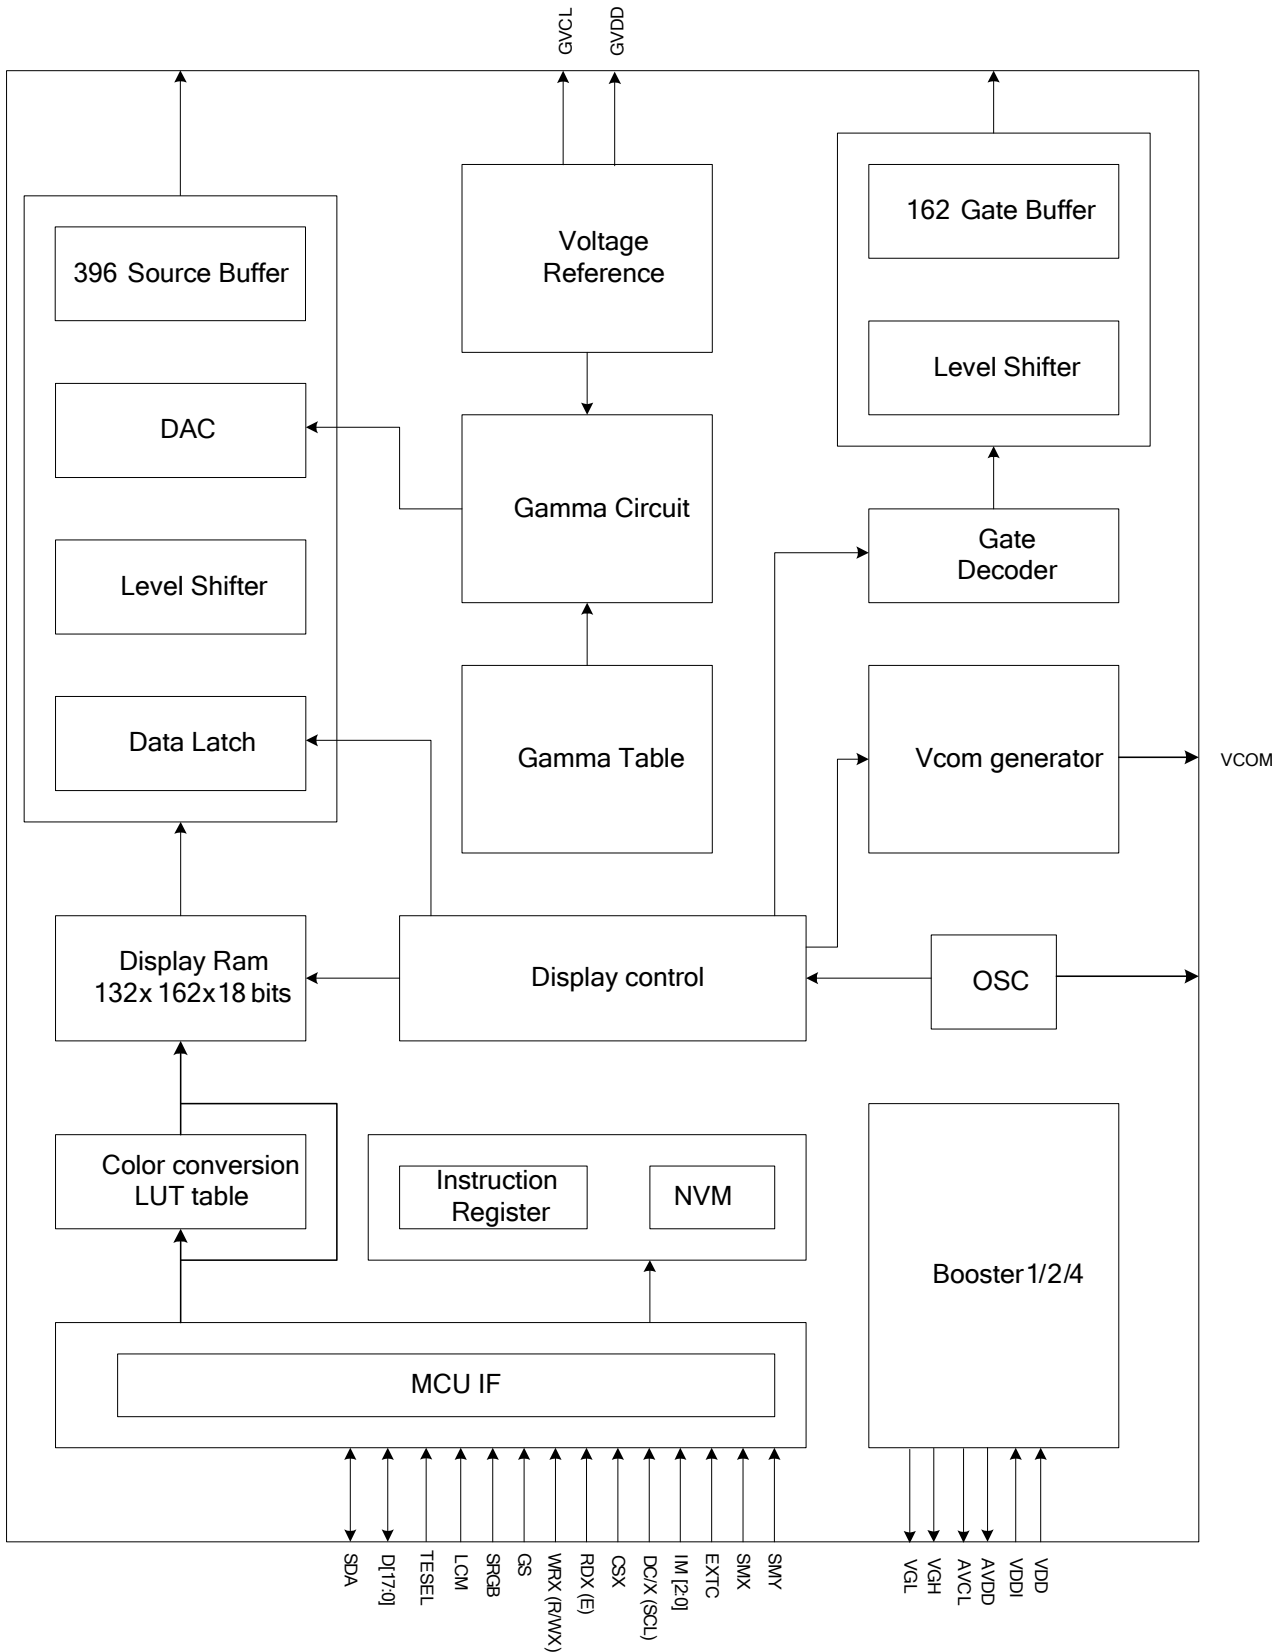 GVCL
GVDD
162 Gate Buffer
396 Source Buffer
Voltage
Reference
Level Shifter
DAC
Gamma Circuit
Gate
Decoder
Level Shifter
Data Latch
Gamma Table
Vcom generator
VCOM
Display Ram
132x 162x18 bits
Display control
OSC
Color conversion
LUT table
Instruction
Register
NVM
Booster1/2/4
MCU IF
SDA
D[17:0]
TESEL
LCM
SRGB
GS
WRX (R/WX)
RDX (E)
CSX
DC/X (SCL)
IM [2:0]
EXTC
SMX
SMY
VGL
VGH
AVCL
AVDD
VDDI
VDD